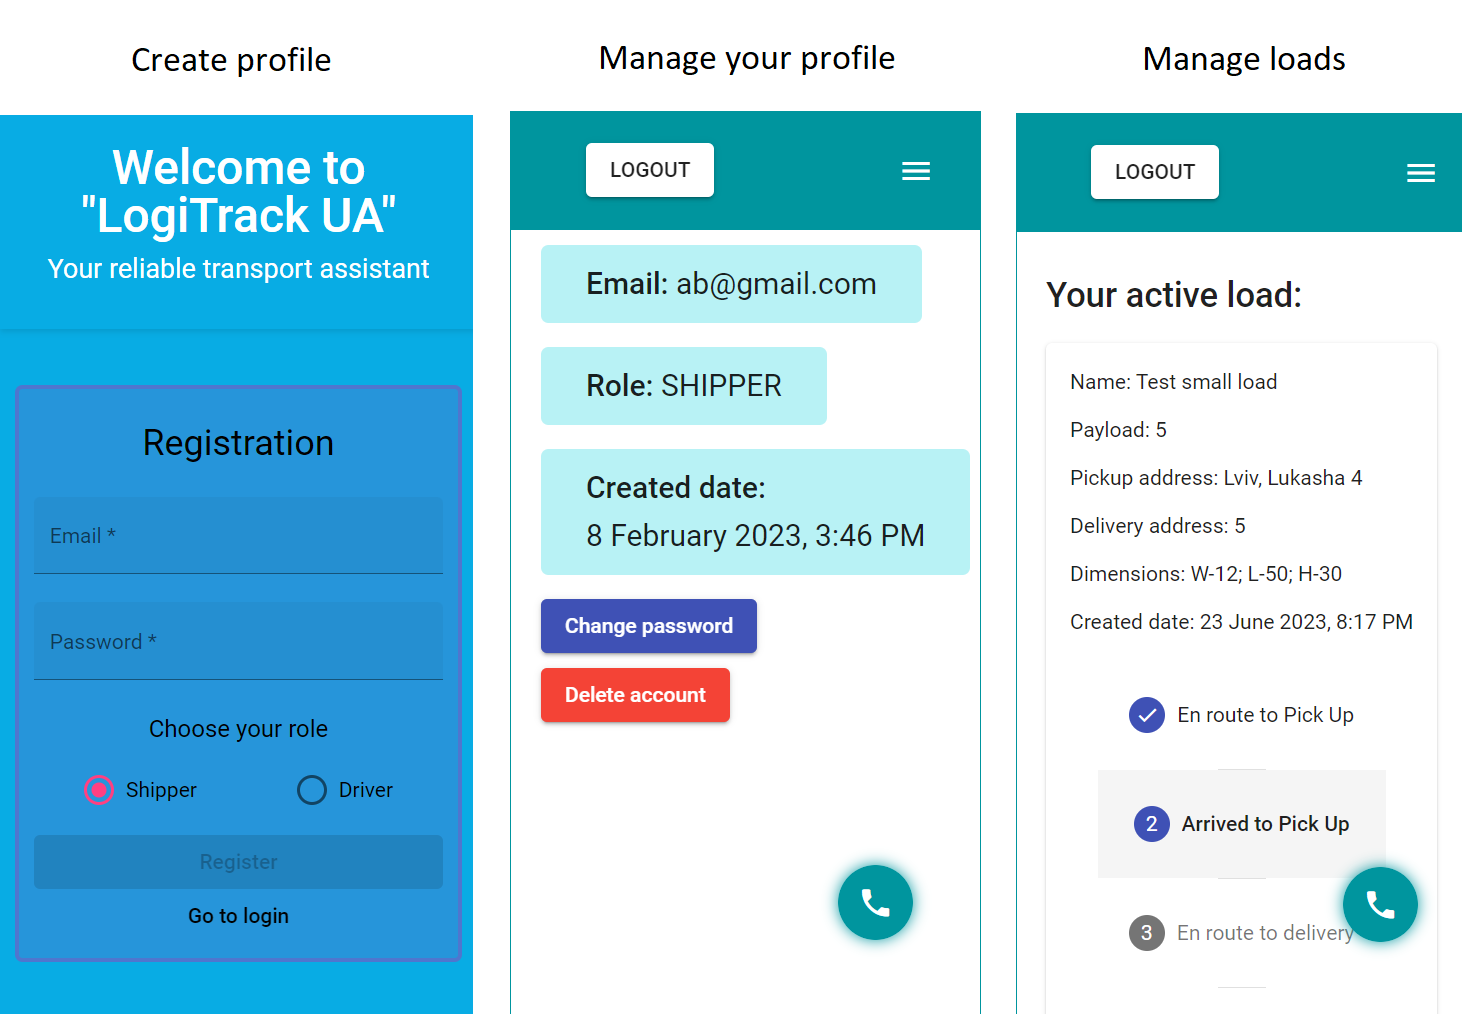 Create profile
Welcome to
"LogiTrack UA"
Your reliable transport assistant
Registration
Email *
Password *
Choose your role
Shipper
Driver
Register
Go to login
Manage your profile
LOGOUT
Email: ab@gmail.com
Role: SHIPPER
Created date:
8 February 2023, 3:46 PM
Change password
Delete account
Manage loads
LOGOUT
Your active load:
Name: Test small load
Payload: 5
Pickup address: Lviv, Lukasha 4
Delivery address: 5
Dimensions: W-12; L-50; H-30
Created date: 23 June 2023, 8:17 PM
En route to Pick Up
2 Arrived to Pick Up
3 En route to delivery